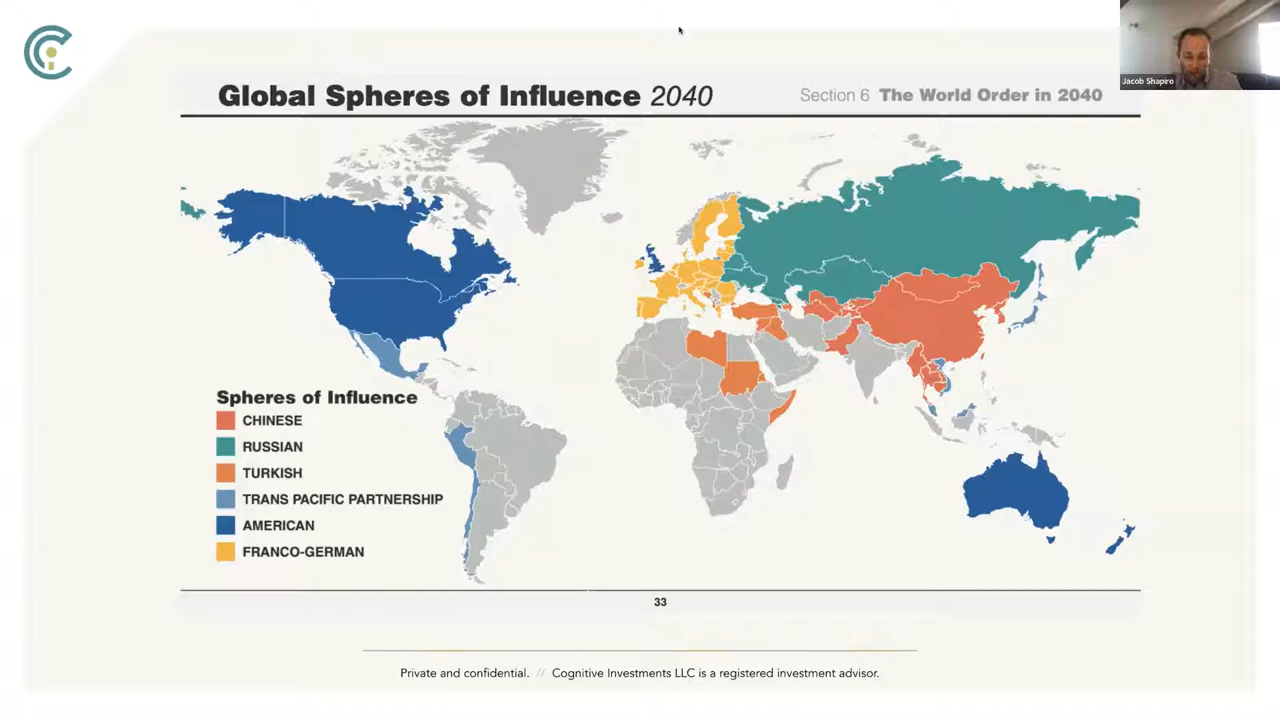 Jacob Shapiro
Global Spheres of Influence 2040
Section 6 The World Order in 2040
Spheres of Influence
CHINESE
RUSSIAN
TURKISH
TRANS PACIFIC PARTNERSHIP
AMERICAN
FRANCO-GERMAN
33
Private and confidential. // Cognitive Investments LLC is a registered investment advisor.